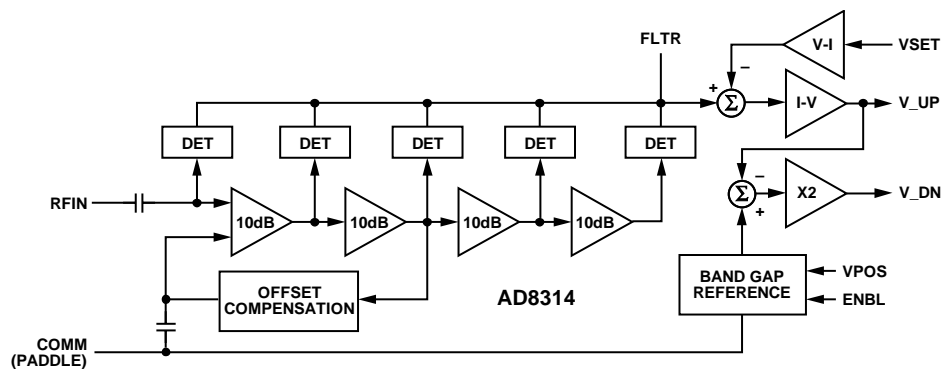 FLTR
V-I
VSET
–
+
Σ
I-V
V_UP
DET
DET
DET
DET
DET
–
Σ
+
X2
V_DN
RFIN
10dB
10dB
10dB
10dB
OFFSET
COMPENSATION
AD8314
BAND GAP
REFERENCE
VPOS
ENBL
COMM
(PADDLE)